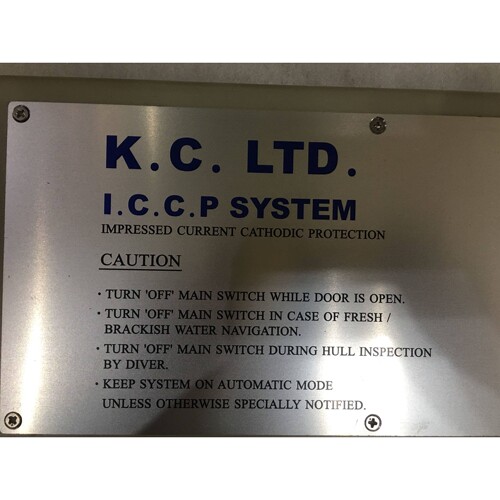 K.C. LTD.
I.C.C.P SYSTEM
IMPRESSED CURRENT CATHODIC PROTECTION
CAUTION
· TURN 'OFF' MAIN SWITCH WHILE DOOR IS OPEN.
· TURN 'OFF' MAIN SWITCH IN CASE OF FRESH /
BRACKISH WATER NAVIGATION.
· TURN 'OFF' MAIN SWITCH DURING HULL INSPECTION
BY DIVER.
· KEEP SYSTEM ON AUTOMATIC MODE
UNLESS OTHERWISE SPECIALLY NOTIFIED.